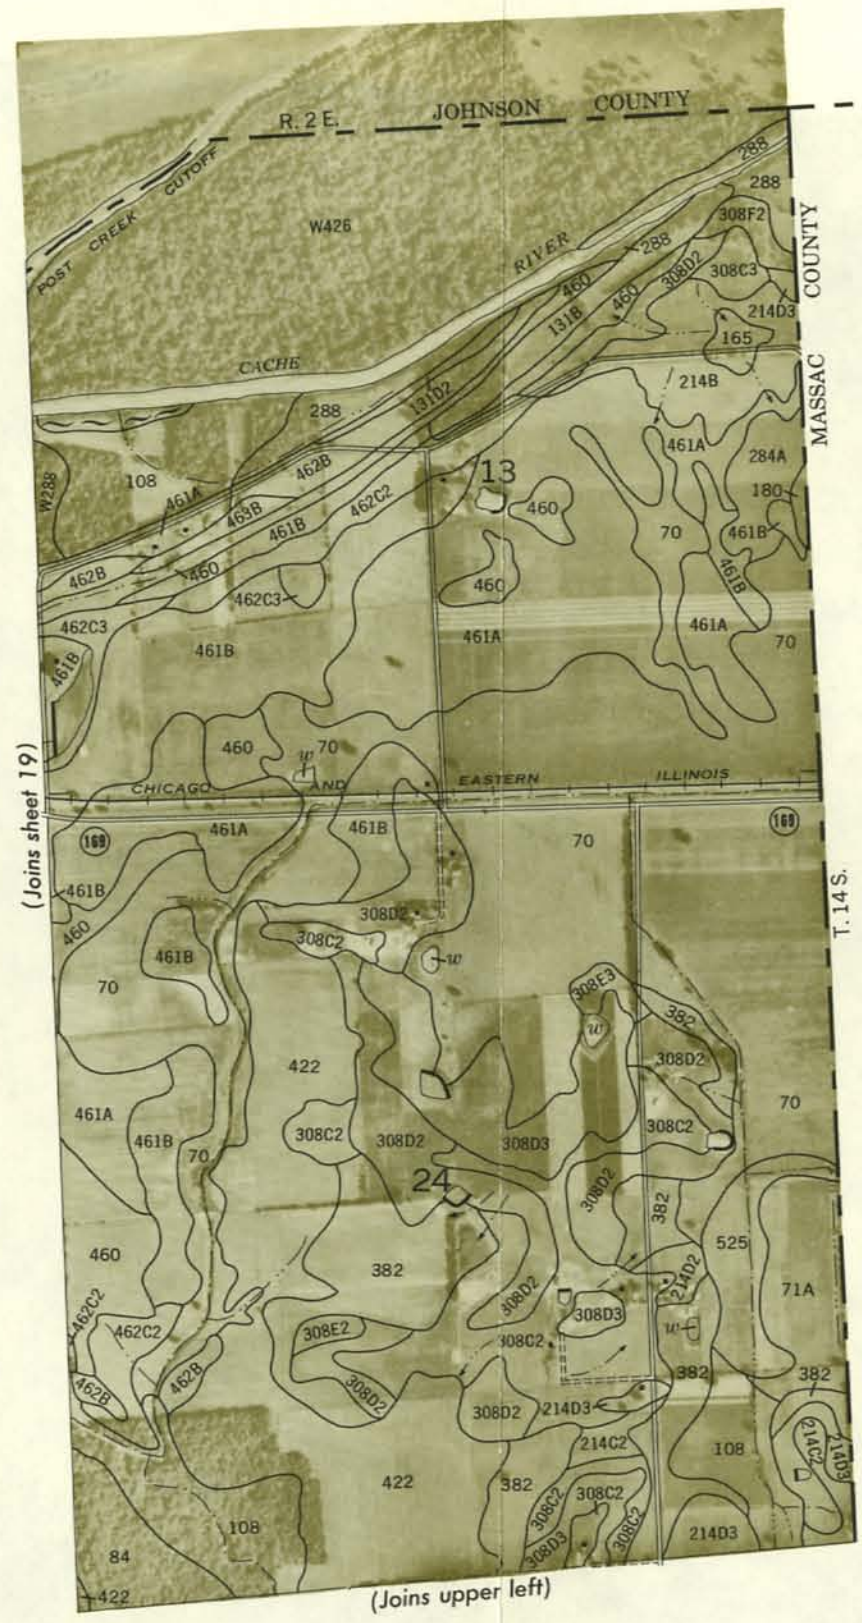 R. 2 E.
JOHNSON COUNTY
POST CREEK CUTOFF
W426
RIVER
CACHE
288
288
288
308F2
308D2
308C3
214D3
MASSAC COUNTY
460
460
131B
165
131D2
214B
288
W288
108
461A
462B
463B
461B
462C2
13
460
460
461A
284A
180
461B
70
461B
461A
70
462B
460
462C3
462C3
461B
461B
461A
460
w
70
CHICAGO AND EASTERN ILLINOIS
(Joins sheet 19)
169
461A
461B
70
169
461B
460
461B
308D2
308C2
w
T. 14 S.
70
308E3
382
w
308D2
422
461A
461B
70
308C2
308D2
308D3
308C2
70
24
308D2
382
460
382
308D2
214D2
525
71A
462C2
462C2
308E2
308C2
308D3
w
462B
462B
308D2
308D2
214D3
382
382
214C2
214C2
214D3
108
422
382
308C2
308C2
308C2
308D3
214D3
84
108
422
(Joins upper left)